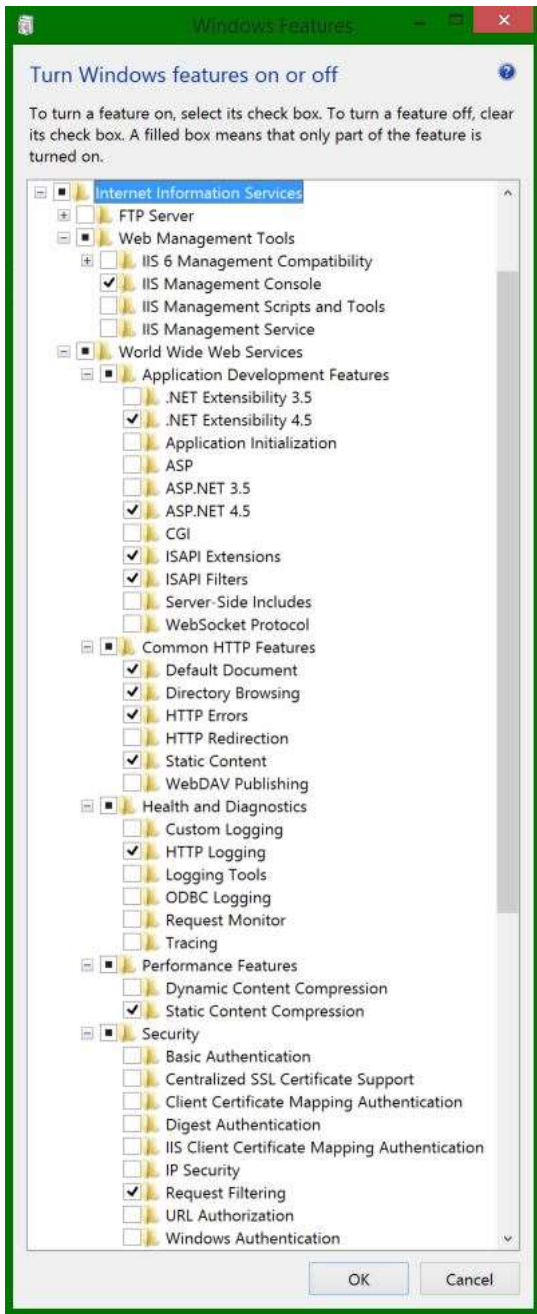 Windows Features
Turn Windows features on or off
To turn a feature on, select its check box. To turn a feature off, clear
its check box. A filled box means that only part of the feature is
turned on.
Internet Information Services
FTP Server
Web Management Tools
IIS 6 Management Compatibility
IIS Management Console
IIS Management Scripts and Tools
IIS Management Service
World Wide Web Services
Application Development Features
.NET Extensibility 3.5
.NET Extensibility 4.5
Application Initialization
ASP
ASP.NET 3.5
ASP.NET 4.5
CGI
ISAPI Extensions
ISAPI Filters
Server-Side Includes
WebSocket Protocol
Common HTTP Features
Default Document
Directory Browsing
HTTP Errors
HTTP Redirection
Static Content
WebDAV Publishing
Health and Diagnostics
Custom Logging
HTTP Logging
Logging Tools
ODBC Logging
Request Monitor
Tracing
Performance Features
Dynamic Content Compression
Static Content Compression
Security
Basic Authentication
Centralized SSL Certificate Support
Client Certificate Mapping Authentication
Digest Authentication
IIS Client Certificate Mapping Authentication
IP Security
Request Filtering
URL Authorization
Windows Authentication
OK Cancel